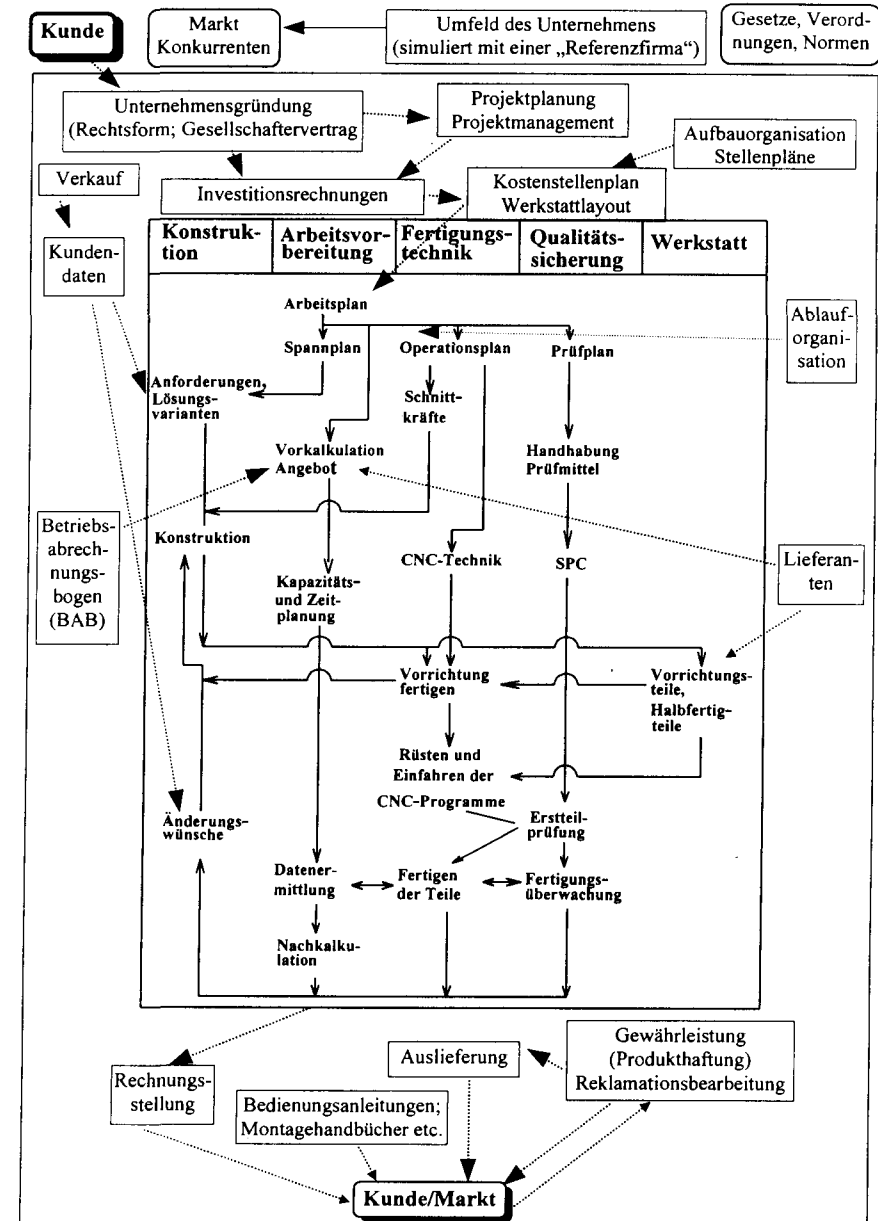 Kunde
Markt
Konkurrenten
Umfeld des Unternehmens
(simuliert mit einer „Referenzfirma“)
Gesetze, Verord-
nungen, Normen
Unternehmensgründung
(Rechtsform; Gesellschaftervertrag
Projektplanung
Projektmanagement
Aufbauorganisation
Stellenpläne
Verkauf
Investitionsrechnungen
Kostenstellenplan
Werkstattlayout
Kunden-
daten
Konstruk-
tion
Arbeitsvor-
bereitung
Fertigungs-
technik
Qualitäts-
sicherung
Werkstatt
Arbeitsplan
Spannplan
Operationsplan
Prüfplan
Ablauf-
organi-
sation
Anforderungen,
Lösungs-
varianten
Schnitt-
kräfte
Vorkalkulation
Angebot
Handhabung
Prüfmittel
Betriebs-
abrech-
nungs-
bogen
(BAB)
Konstruktion
CNC-Technik
SPC
Lieferan-
ten
Kapazitäts-
und Zeit-
planung
Vorrichtung
fertigen
Vorrichtungs-
teile,
Halbfertig-
teile
Rüsten und
Einfahren der
CNC-Programme
Änderungs-
wünsche
Erstteil-
prüfung
Datener-
mittlung
Fertigen
der Teile
Fertigungs-
überwachung
Nachkalku-
lation
Rechnungs-
stellung
Auslieferung
Gewährleistung
(Produkthaftung)
Reklamationsbearbeitung
Bedienungsanleitungen;
Montagehandbücher etc.
Kunde/Markt